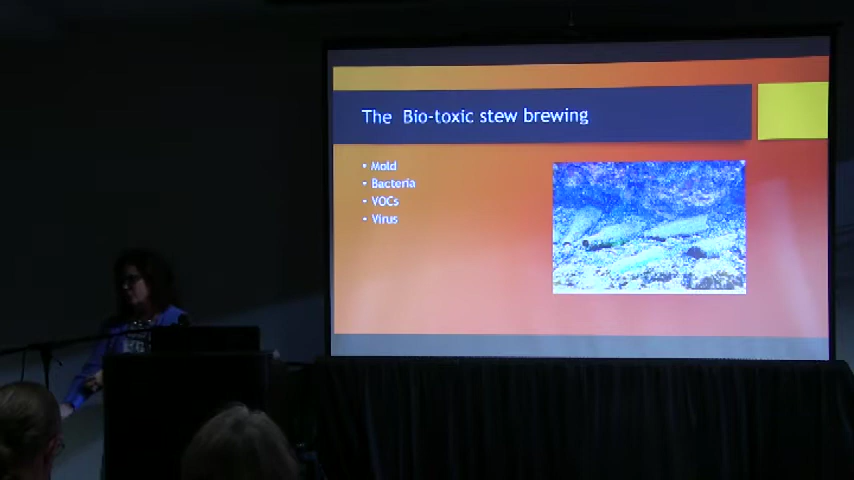 The Bio-toxic stew brewing
• Mold
• Bacteria
• VOCs
• Virus